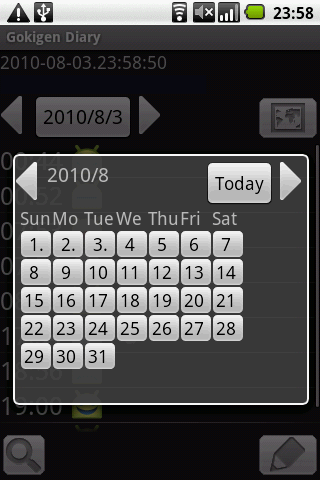 23:58
Gokigen Diary
2010-08-03.23:58:50
2010/8/3
2010/8
Today
Sun Mo Tue We Thu Fri Sat
1. 2. 3. 4 5 6 7
8 9 10 11 12 13 14
15 16 17 18 19 20 21
22 23 24 25 26 27 28
29 30 31
19:00